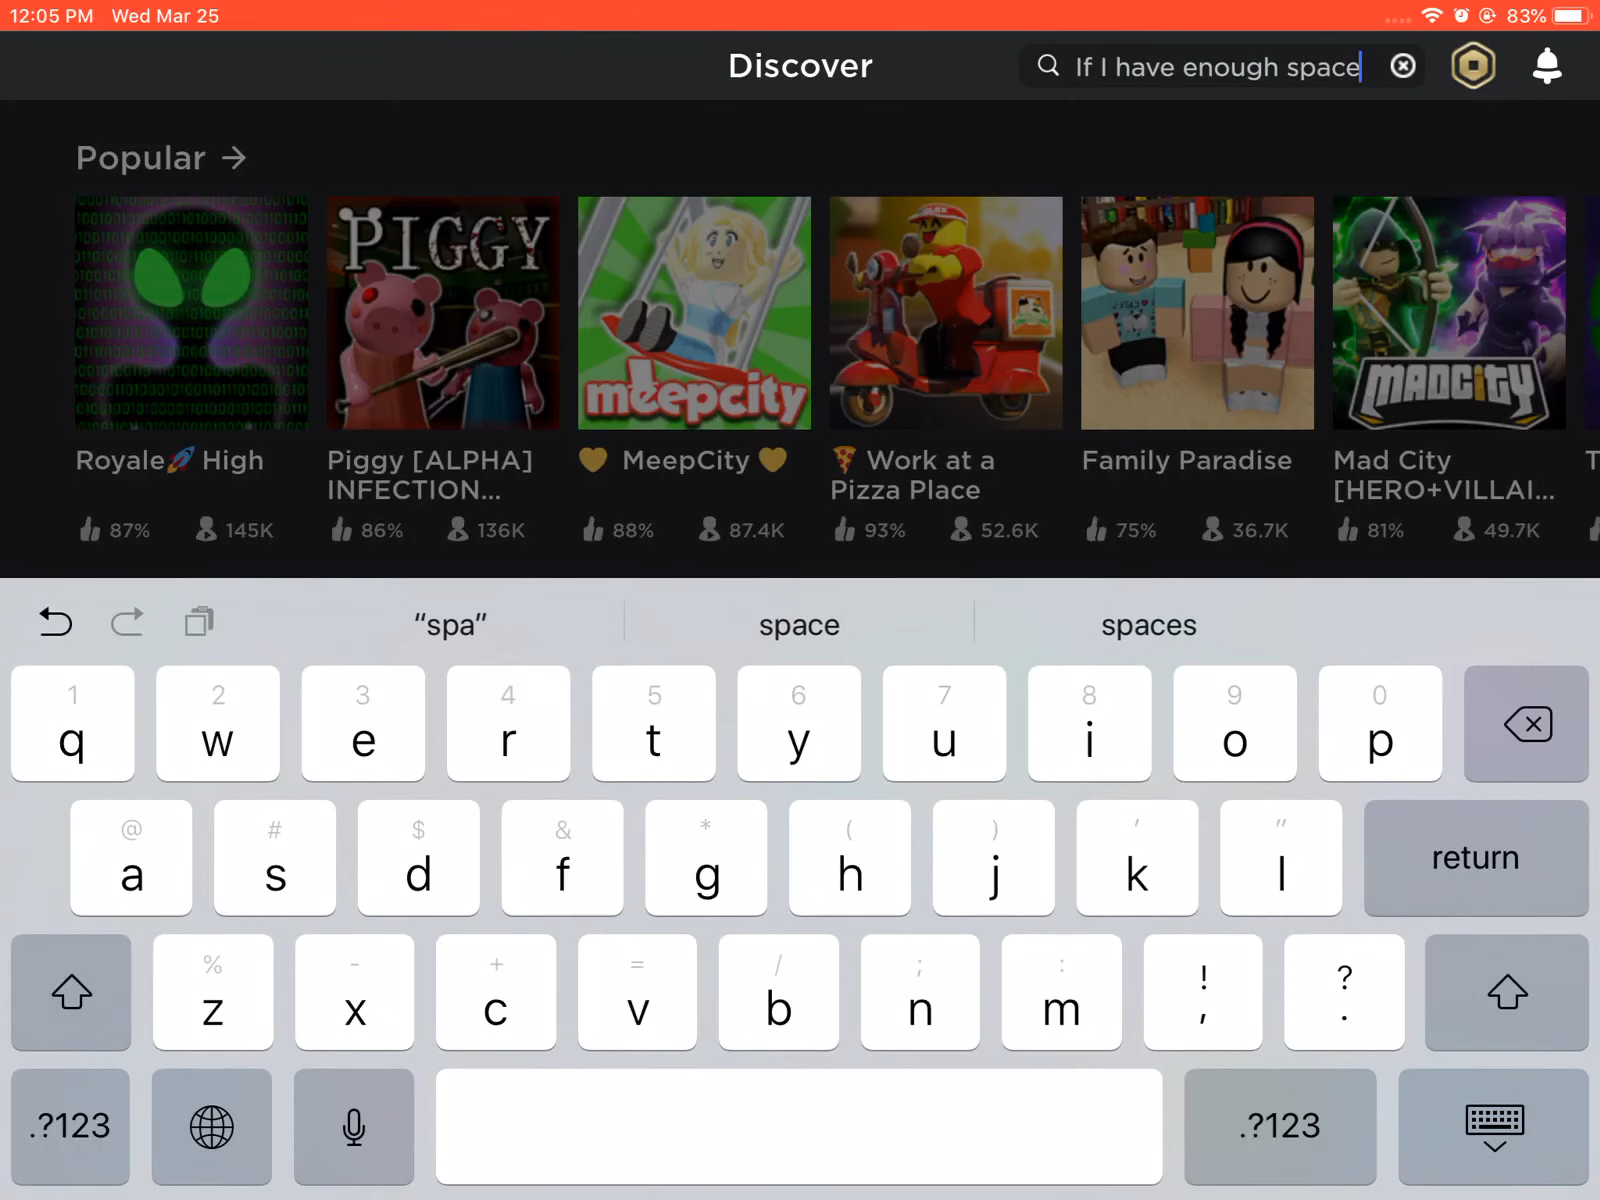 12:05 PM Wed Mar 25 83%
Discover
If I have enough space
Popular →
PIGGY
meepcity
MADCITY
Royale🚀 High
Piggy [ALPHA]
INFECTION...
💛 MeepCity 💛
🍕 Work at a
Pizza Place
Family Paradise
Mad City
[HERO+VILLAI...
T
87% 145K
86% 136K
88% 87.4K
93% 52.6K
75% 36.7K
81% 49.7K
“spa” space spaces
1 2 3 4 5 6 7 8 9 0
q w e r t y u i o p
@ # $ & * ( ) ' "
a s d f g h j k l return
% - + = / ; : ! ?
z x c v b n m , .
.?123 .?123